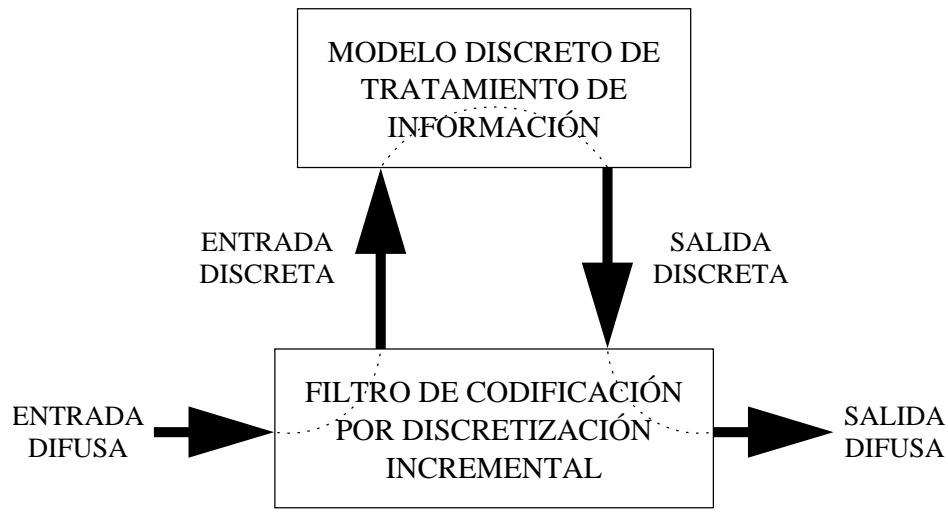 MODELO DISCRETO DE
TRATAMIENTO DE
INFORMACIÓN
ENTRADA
DISCRETA
SALIDA
DISCRETA
FILTRO DE CODIFICACIÓN
POR DISCRETIZACIÓN
INCREMENTAL
ENTRADA
DIFUSA
SALIDA
DIFUSA